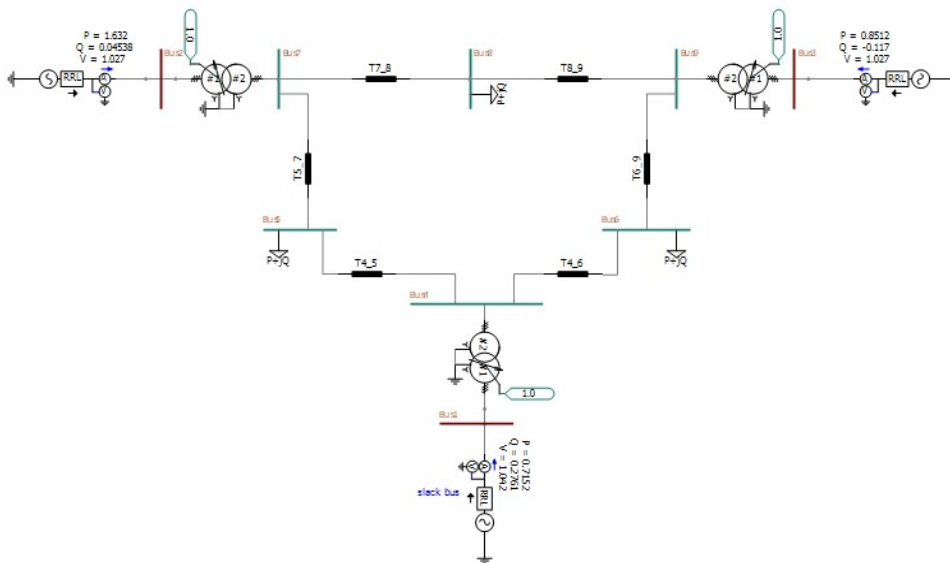 P = 1.632
Q = 0.04538
V = 1.027
RRL
A
V
Bus2
1.0
#1
#2
Bus7
T7_8
Bus8
P+jQ
T8_9
Bus9
1.0
#2
#1
Bus3
P = 0.8512
Q = -0.117
V = 1.027
A
V
RRL
T5_7
T6_9
Bus5
P+jQ
Bus6
P+jQ
T4_5
T4_6
Bus4
#2
#1
1.0
P = 0.7152
Q = 0.2761
V = 1.042
V
A
slack bus
RRL